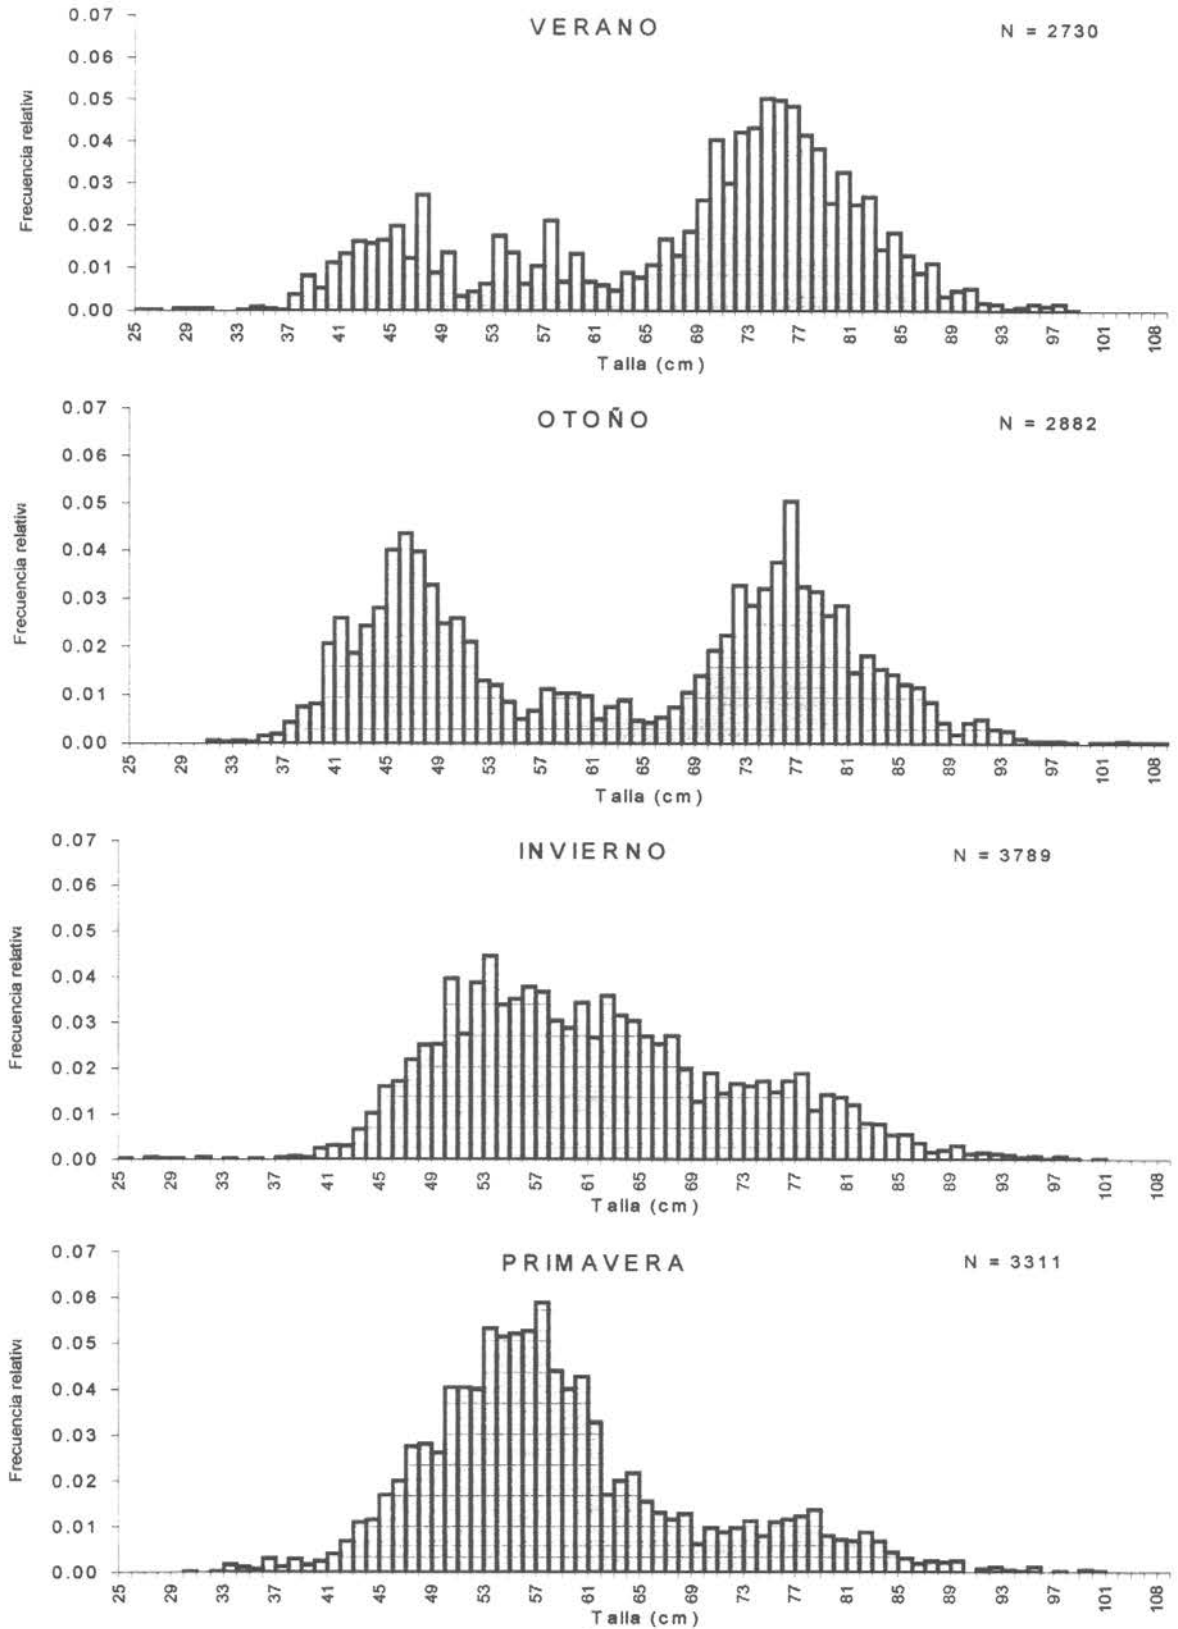 VERANO
N = 2730
Frecuencia relativa
0.07
0.06
0.05
0.04
0.03
0.02
0.01
0.00
25 29 33 37 41 45 49 53 57 61 65 69 73 77 81 85 89 93 97 101 108
Talla (cm)
OTOÑO
N = 2882
Frecuencia relativa
0.07
0.06
0.05
0.04
0.03
0.02
0.01
0.00
25 29 33 37 41 45 49 53 57 61 65 69 73 77 81 85 89 93 97 101 108
Talla (cm)
INVIERNO
N = 3789
Frecuencia relativa
0.07
0.06
0.05
0.04
0.03
0.02
0.01
0.00
25 29 33 37 41 45 49 53 57 61 65 69 73 77 81 85 89 93 97 101 108
Talla (cm)
PRIMAVERA
N = 3311
Frecuencia relativa
0.07
0.06
0.05
0.04
0.03
0.02
0.01
0.00
25 29 33 37 41 45 49 53 57 61 65 69 73 77 81 85 89 93 97 101 108
Talla (cm)